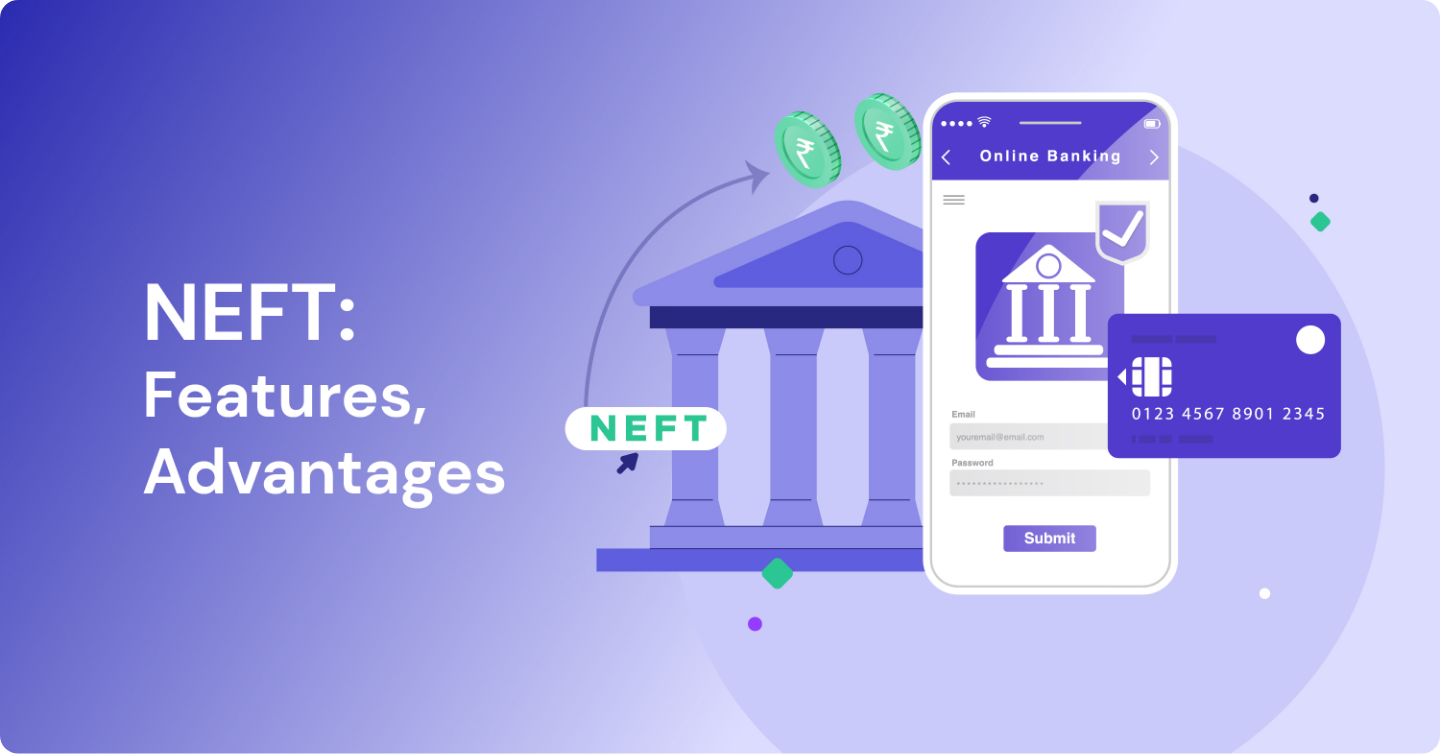 NEFT:
Features,
Advantages
NEFT
₹
₹
Online Banking
Email
youremail@email.com
Password
••••••••••••••••••
Submit
0123 4567 8901 2345